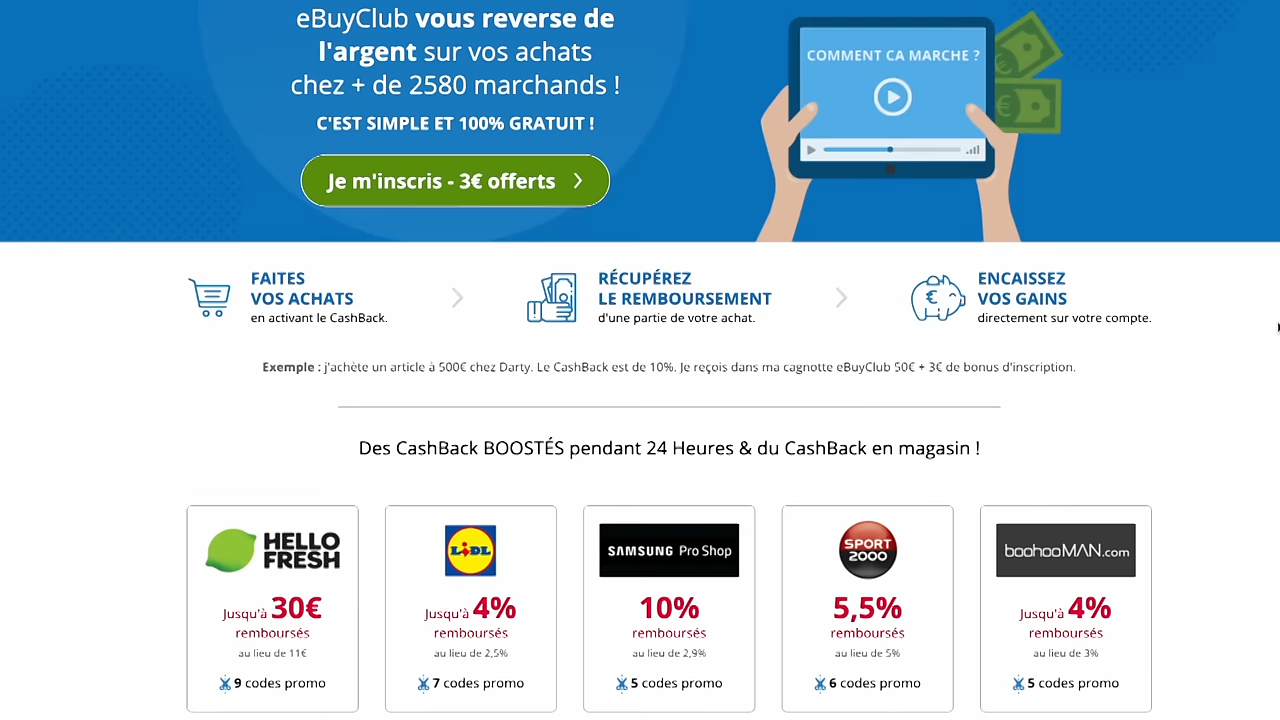 eBuyClub vous reverse de
l'argent sur vos achats
chez + de 2580 marchands !
C'EST SIMPLE ET 100% GRATUIT !
Je m'inscris - 3€ offerts
COMMENT CA MARCHE ?
FAITES
VOS ACHATS
en activant le CashBack.
RÉCUPÉREZ
LE REMBOURSEMENT
d'une partie de votre achat.
ENCAISSEZ
VOS GAINS
directement sur votre compte.
Exemple : j'achète un article à 500€ chez Darty. Le CashBack est de 10%. Je reçois dans ma cagnotte eBuyClub 50€ + 3€ de bonus d'inscription.
Des CashBack BOOSTÉS pendant 24 Heures & du CashBack en magasin !
HELLO
FRESH
Jusqu'à 30€
remboursés
au lieu de 11€
9 codes promo
LIDL
Jusqu'à 4%
remboursés
au lieu de 2,5%
7 codes promo
SAMSUNG Pro Shop
10%
remboursés
au lieu de 2,9%
5 codes promo
SPORT
2000
5,5%
remboursés
au lieu de 5%
6 codes promo
boohooMAN.com
Jusqu'à 4%
remboursés
au lieu de 3%
5 codes promo